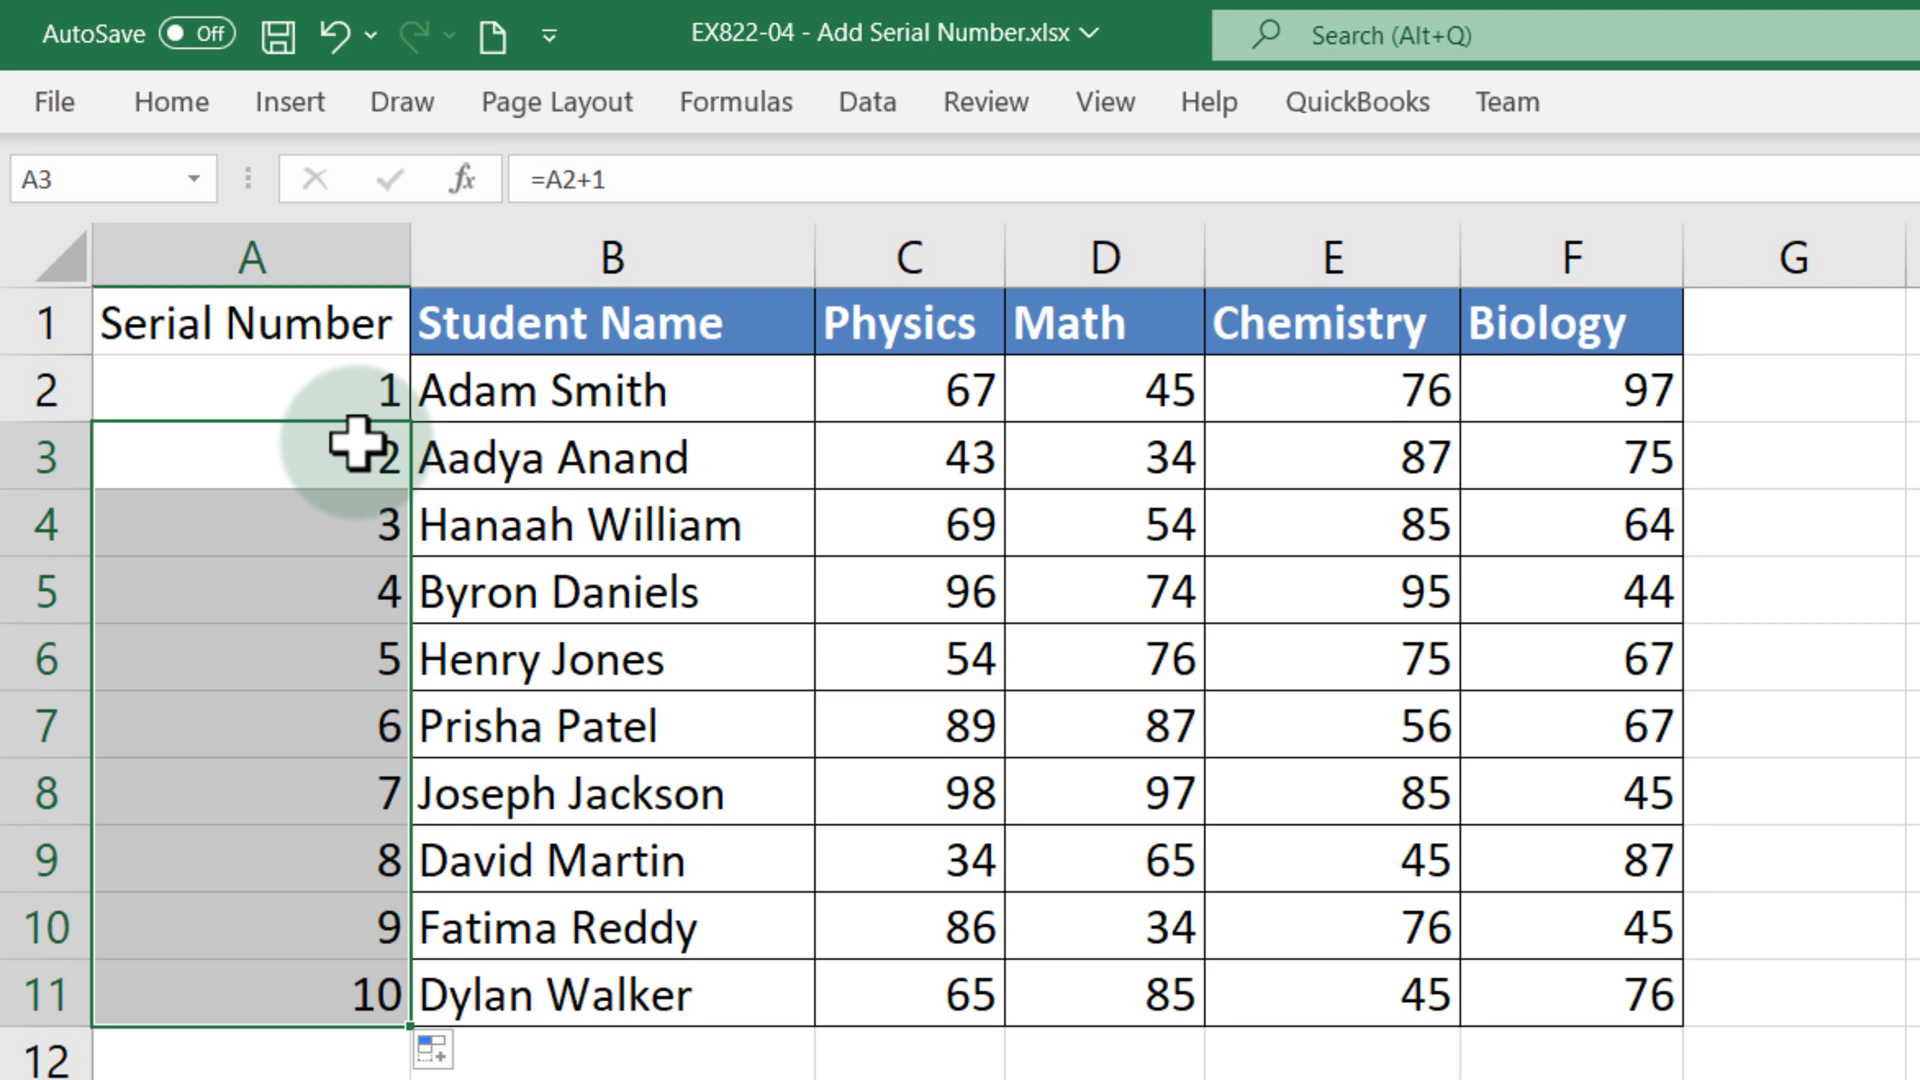 AutoSave Off EX822-04 - Add Serial Number.xlsx Search (Alt+Q)
File Home Insert Draw Page Layout Formulas Data Review View Help QuickBooks Team
A3 fx =A2+1
A B C D E F G
1 Serial Number Student Name Physics Math Chemistry Biology
2 1 Adam Smith 67 45 76 97
3 2 Aadya Anand 43 34 87 75
4 3 Hanaah William 69 54 85 64
5 4 Byron Daniels 96 74 95 44
6 5 Henry Jones 54 76 75 67
7 6 Prisha Patel 89 87 56 67
8 7 Joseph Jackson 98 97 85 45
9 8 David Martin 34 65 45 87
10 9 Fatima Reddy 86 34 76 45
11 10 Dylan Walker 65 85 45 76
12